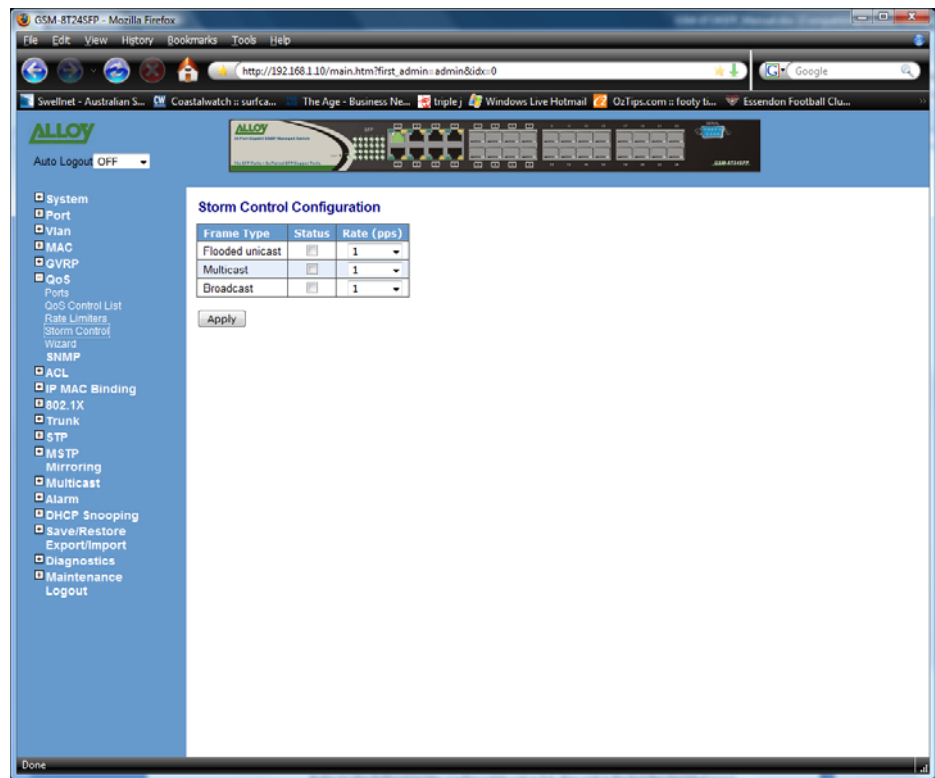 GSM-8T24SFP - Mozilla Firefox
File Edit View History Bookmarks Tools Help
http://192.168.1.10/main.htm?first_admin=admin&idx=0
Google
Swellnet - Australian S... Coastalwatch :: surfca... The Age - Business Ne... triple j Windows Live Hotmail OzTips.com :: footy ti... Essendon Football Clu...
ALLOY
ALLOY
SFP
GSM-8T24SFP
Auto Logout OFF
System
Port
Vlan
MAC
GVRP
QoS
Ports
QoS Control List
Rate Limiters
Storm Control
Wizard
SNMP
ACL
IP MAC Binding
802.1X
Trunk
STP
MSTP
Mirroring
Multicast
Alarm
DHCP Snooping
Save/Restore
Export/Import
Diagnostics
Maintenance
Logout
Storm Control Configuration
Frame Type Status Rate (pps)
Flooded unicast 1
Multicast 1
Broadcast 1
Apply
Done